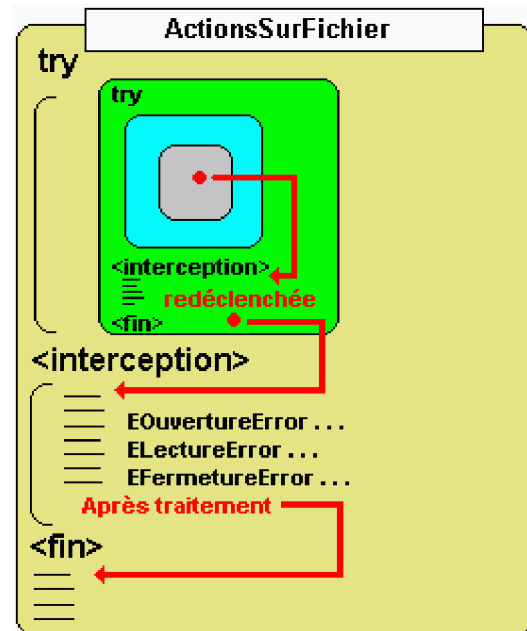 ActionsSurFichier
try
try
<interception>
redéclenchée
<fin>
<interception>
EOuvertureError . . .
ELectureError . . .
EFermetureError . . .
Après traitement
<fin>